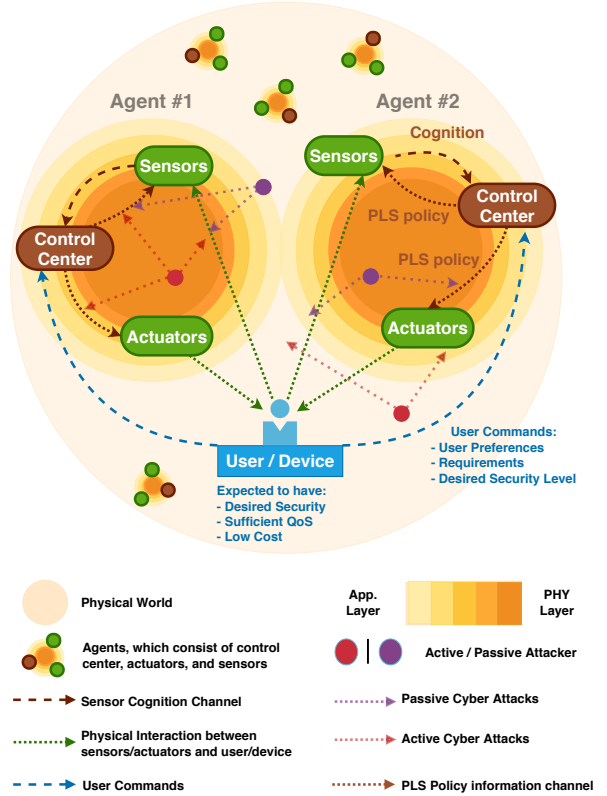 Agent #1
Agent #2
Cognition
Sensors
Sensors
Control
Center
PLS policy
Control
Center
PLS policy
Actuators
Actuators
User / Device
User Commands:
- User Preferences
- Requirements
- Desired Security Level
Expected to have:
- Desired Security
- Sufficient QoS
- Low Cost
Physical World
App.
Layer
PHY
Layer
Agents, which consist of control
center, actuators, and sensors
Active / Passive Attacker
Sensor Cognition Channel
Passive Cyber Attacks
Physical Interaction between
sensors/actuators and user/device
Active Cyber Attacks
User Commands
PLS Policy information channel